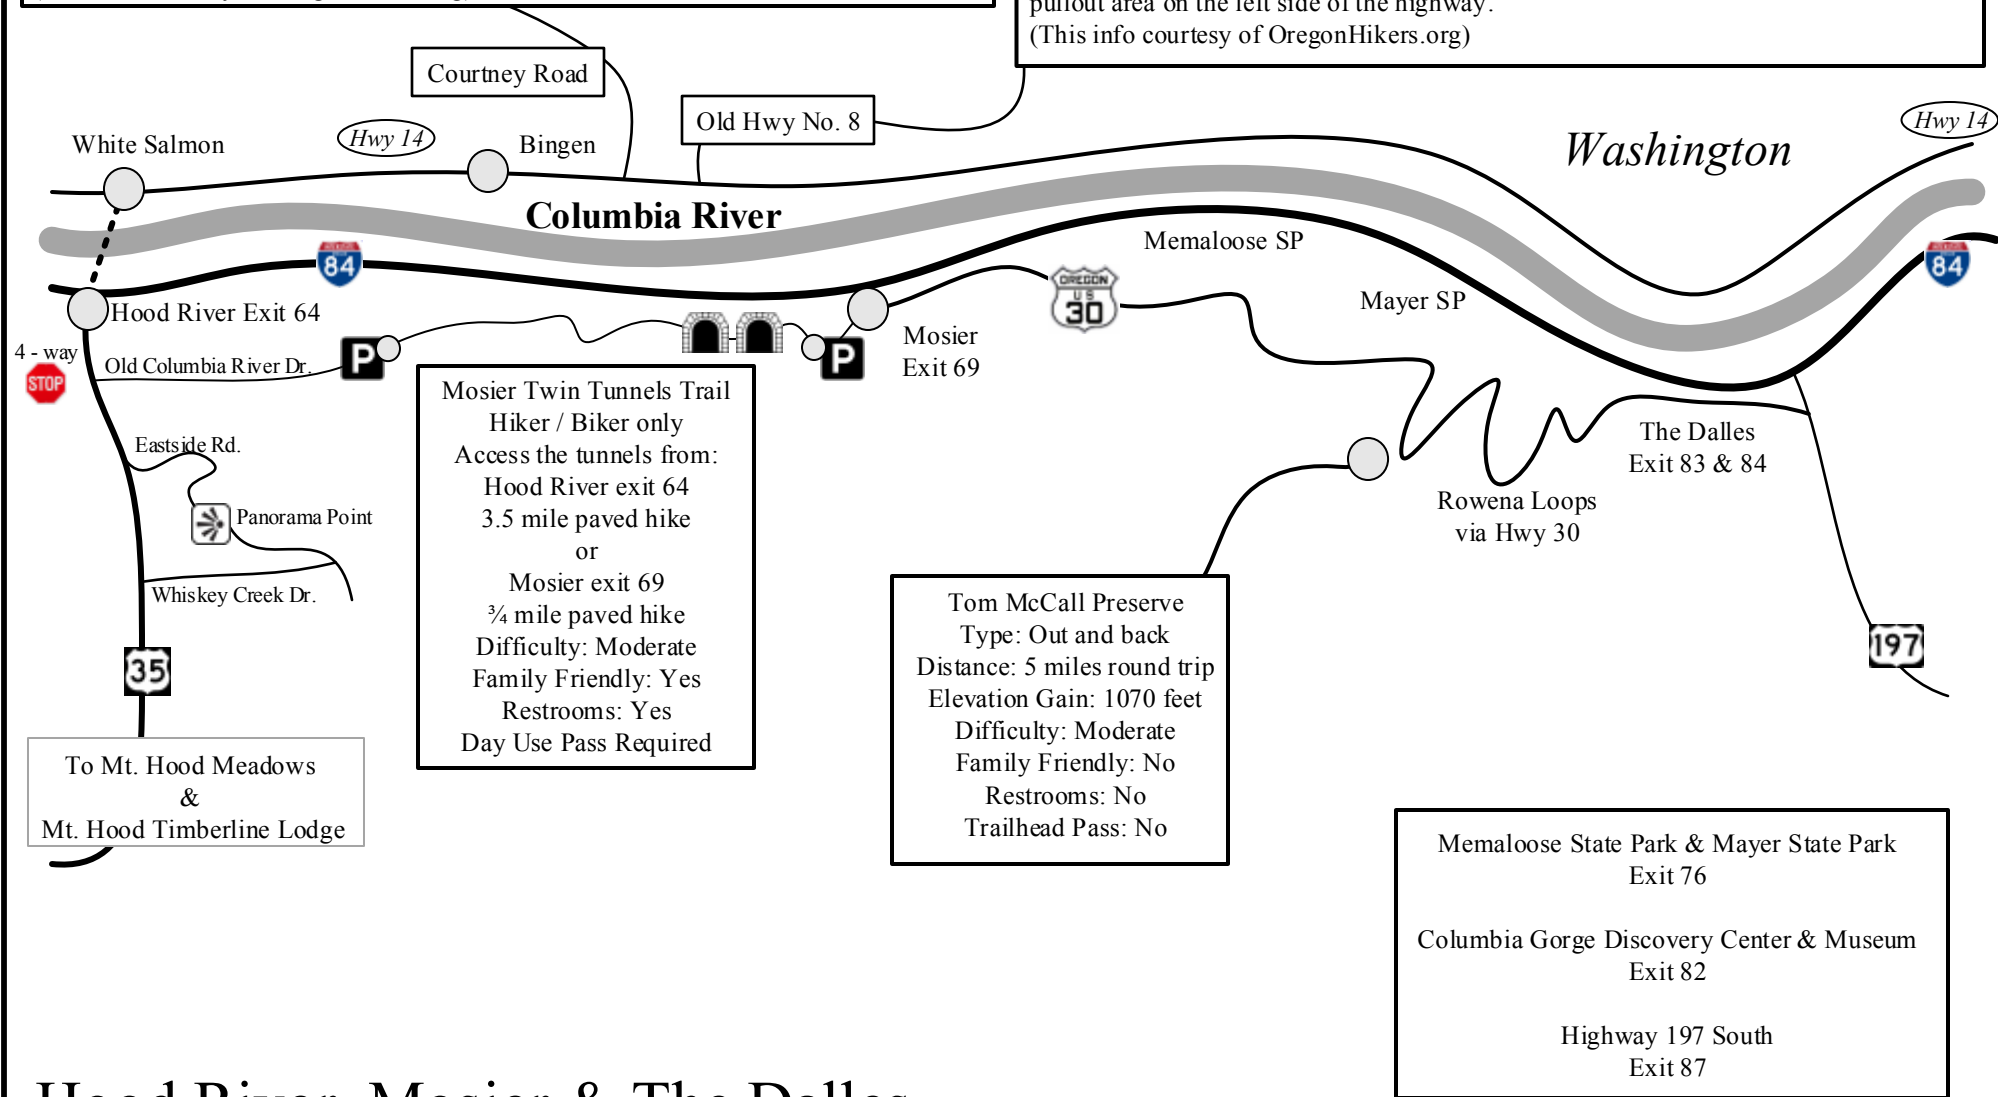 pullout area on the left side of the highway.
(This info courtesy of OregonHikers.org)
Courtney Road
Old Hwy No. 8
White Salmon
Hwy 14
Bingen
Washington
Hwy 14
Columbia River
84
Memaloose SP
84
Hood River Exit 64
OREGON
US
30
Mayer SP
4 - way
STOP
Old Columbia River Dr.
P
P
Mosier
Exit 69
Mosier Twin Tunnels Trail
Hiker / Biker only
Access the tunnels from:
Hood River exit 64
3.5 mile paved hike
or
Mosier exit 69
¾ mile paved hike
Difficulty: Moderate
Family Friendly: Yes
Restrooms: Yes
Day Use Pass Required
Eastside Rd.
Panorama Point
Whiskey Creek Dr.
35
To Mt. Hood Meadows
&
Mt. Hood Timberline Lodge
The Dalles
Exit 83 & 84
Rowena Loops
via Hwy 30
Tom McCall Preserve
Type: Out and back
Distance: 5 miles round trip
Elevation Gain: 1070 feet
Difficulty: Moderate
Family Friendly: No
Restrooms: No
Trailhead Pass: No
197
Memaloose State Park & Mayer State Park
Exit 76
Columbia Gorge Discovery Center & Museum
Exit 82
Highway 197 South
Exit 87
Hood River, Mosier & The Dalles